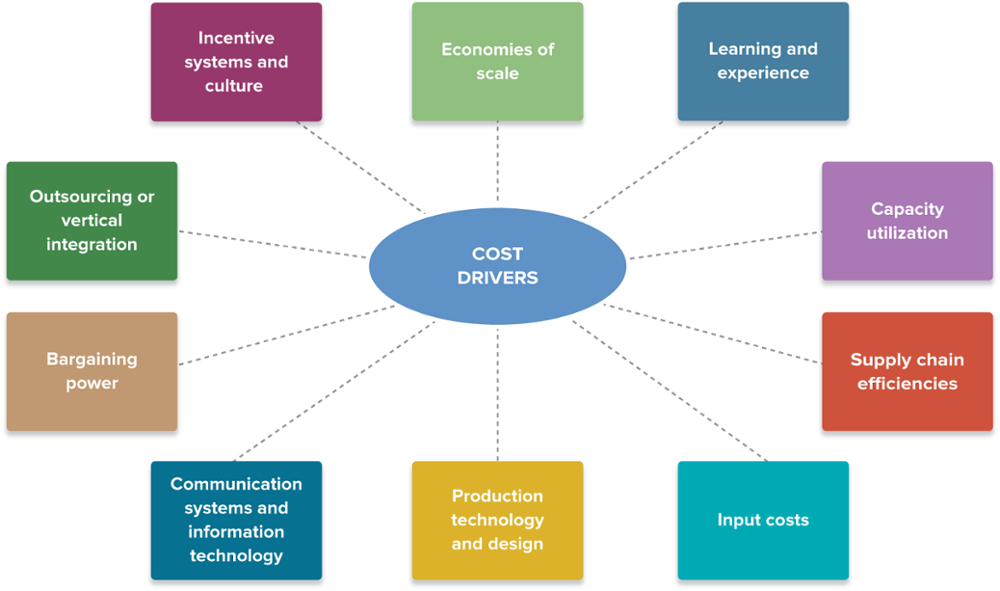 Incentive
systems and
culture
Economies of
scale
Learning and
experience
Outsourcing or
vertical
integration
Capacity
utilization
COST
DRIVERS
Bargaining
power
Supply chain
efficiencies
Communication
systems and
information
technology
Production
technology
and design
Input costs